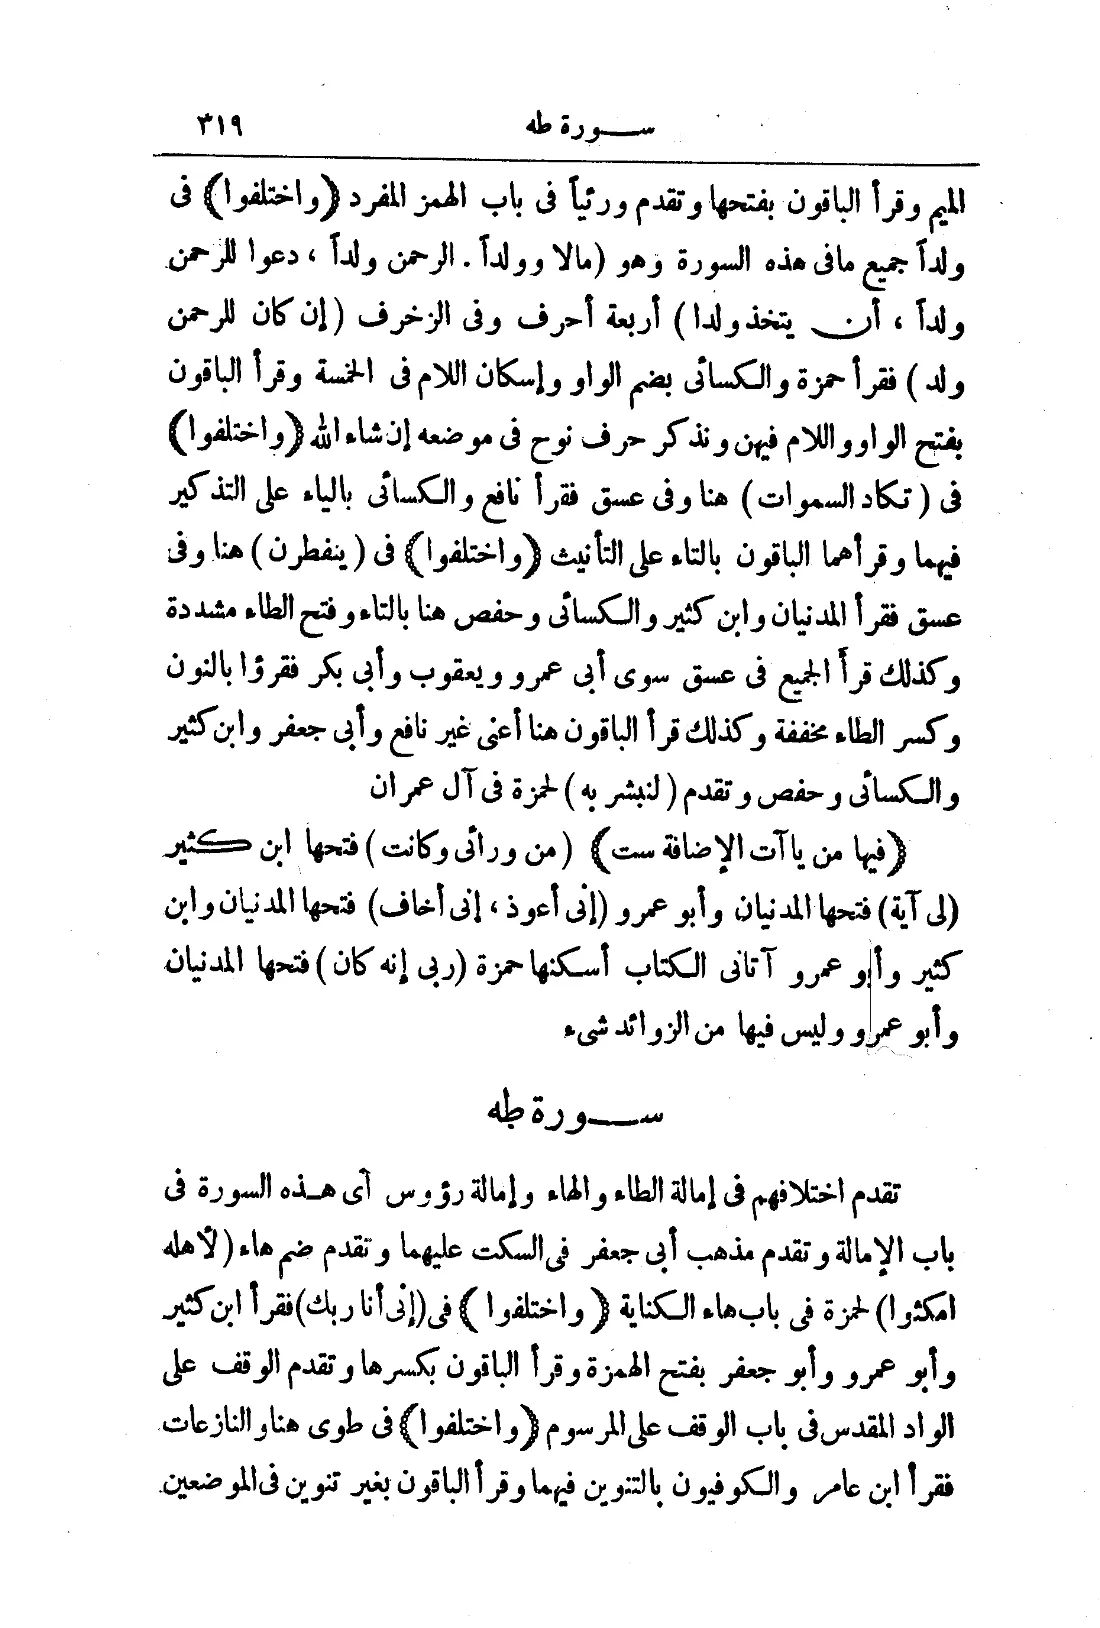 سورة طه ٣١٩
الميم وقرأ الباقون بفتحها وتقدم ورئياً فى باب الهمز المفرد ﴿واختلفوا﴾ فى
ولداً جميع مافى هذه السورة وهو (مالا وولداً . الرحمن ولداً ، دعوا للرحمن
ولداً ، أن يتخذ ولدا) أربعة أحرف وفى الزخرف (إن كان للرحمن
ولد) فقرأ حمزة والكسائى بضم الواو وإسكان اللام فى الخمسة وقرأ الباقون
بفتح الواو واللام فيهن ونذكر حرف نوح فى موضعه إن شاء الله ﴿واختلفوا﴾
فى (تكاد السموات) هنا وفى عسق فقرأ نافع والكسائى بالياء على التذكير
فيهما وقرأهما الباقون بالتاء على التأنيث ﴿واختلفوا﴾ فى (ينفطرن) هنا وفى
عسق فقرأ المدنيان وابن كثير والكسائى وحفص هنا بالتاء وفتح الطاء مشددة
وكذلك قرأ الجميع فى عسق سوى أبى عمرو ويعقوب وأبى بكر فقرؤا بالنون
وكسر الطاء مخففة وكذلك قرأ الباقون هنا أعنى غير نافع وأبى جعفر وابن كثير
والكسائى وحفص وتقدم (لنبشر به) لحمزة فى آل عمران
﴿فيها من ياآت الإضافة ست﴾ (من ورائى وكانت) فتحها ابن كثير
(لى آية) فتحها المدنيان وأبو عمرو (إنى أعوذ ، إنى أخاف) فتحها المدنيان وابن
كثير وأبو عمرو آتانى الكتاب أسكنها حمزة (ربى إنه كان) فتحها المدنيان
وأبو عمرو وليس فيها من الزوائد شىء
سورة طه
تقدم اختلافهم فى إمالة الطاء والهاء وإمالة رؤوس آى هذه السورة فى
باب الإمالة وتقدم مذهب أبى جعفر فى السكت عليهما وتقدم ضم هاء (لأهله
امكثوا) لحمزة فى باب هاء الكناية ﴿واختلفوا﴾ فى (إنى أنا ربك) فقرأ ابن كثير
وأبو عمرو وأبو جعفر بفتح الهمزة وقرأ الباقون بكسرها وتقدم الوقف على
الواد المقدس فى باب الوقف على المرسوم ﴿واختلفوا﴾ فى طوى هنا والنازعات
فقرأ ابن عامر والكوفيون بالتنوين فيهما وقرأ الباقون بغير تنوين فى الموضعين